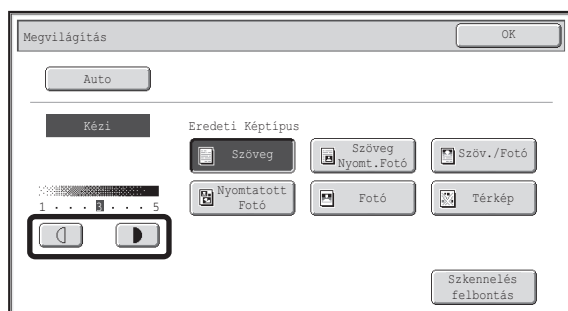 Megvilágítás
OK
Auto
Kézi
Eredeti Képtípus
Szöveg
Szöveg
Nyomt.Fotó
Szöv./Fotó
Nyomtatott
Fotó
Fotó
Térkép
1 · · · 3 · · · 5
Szkennelés
felbontás